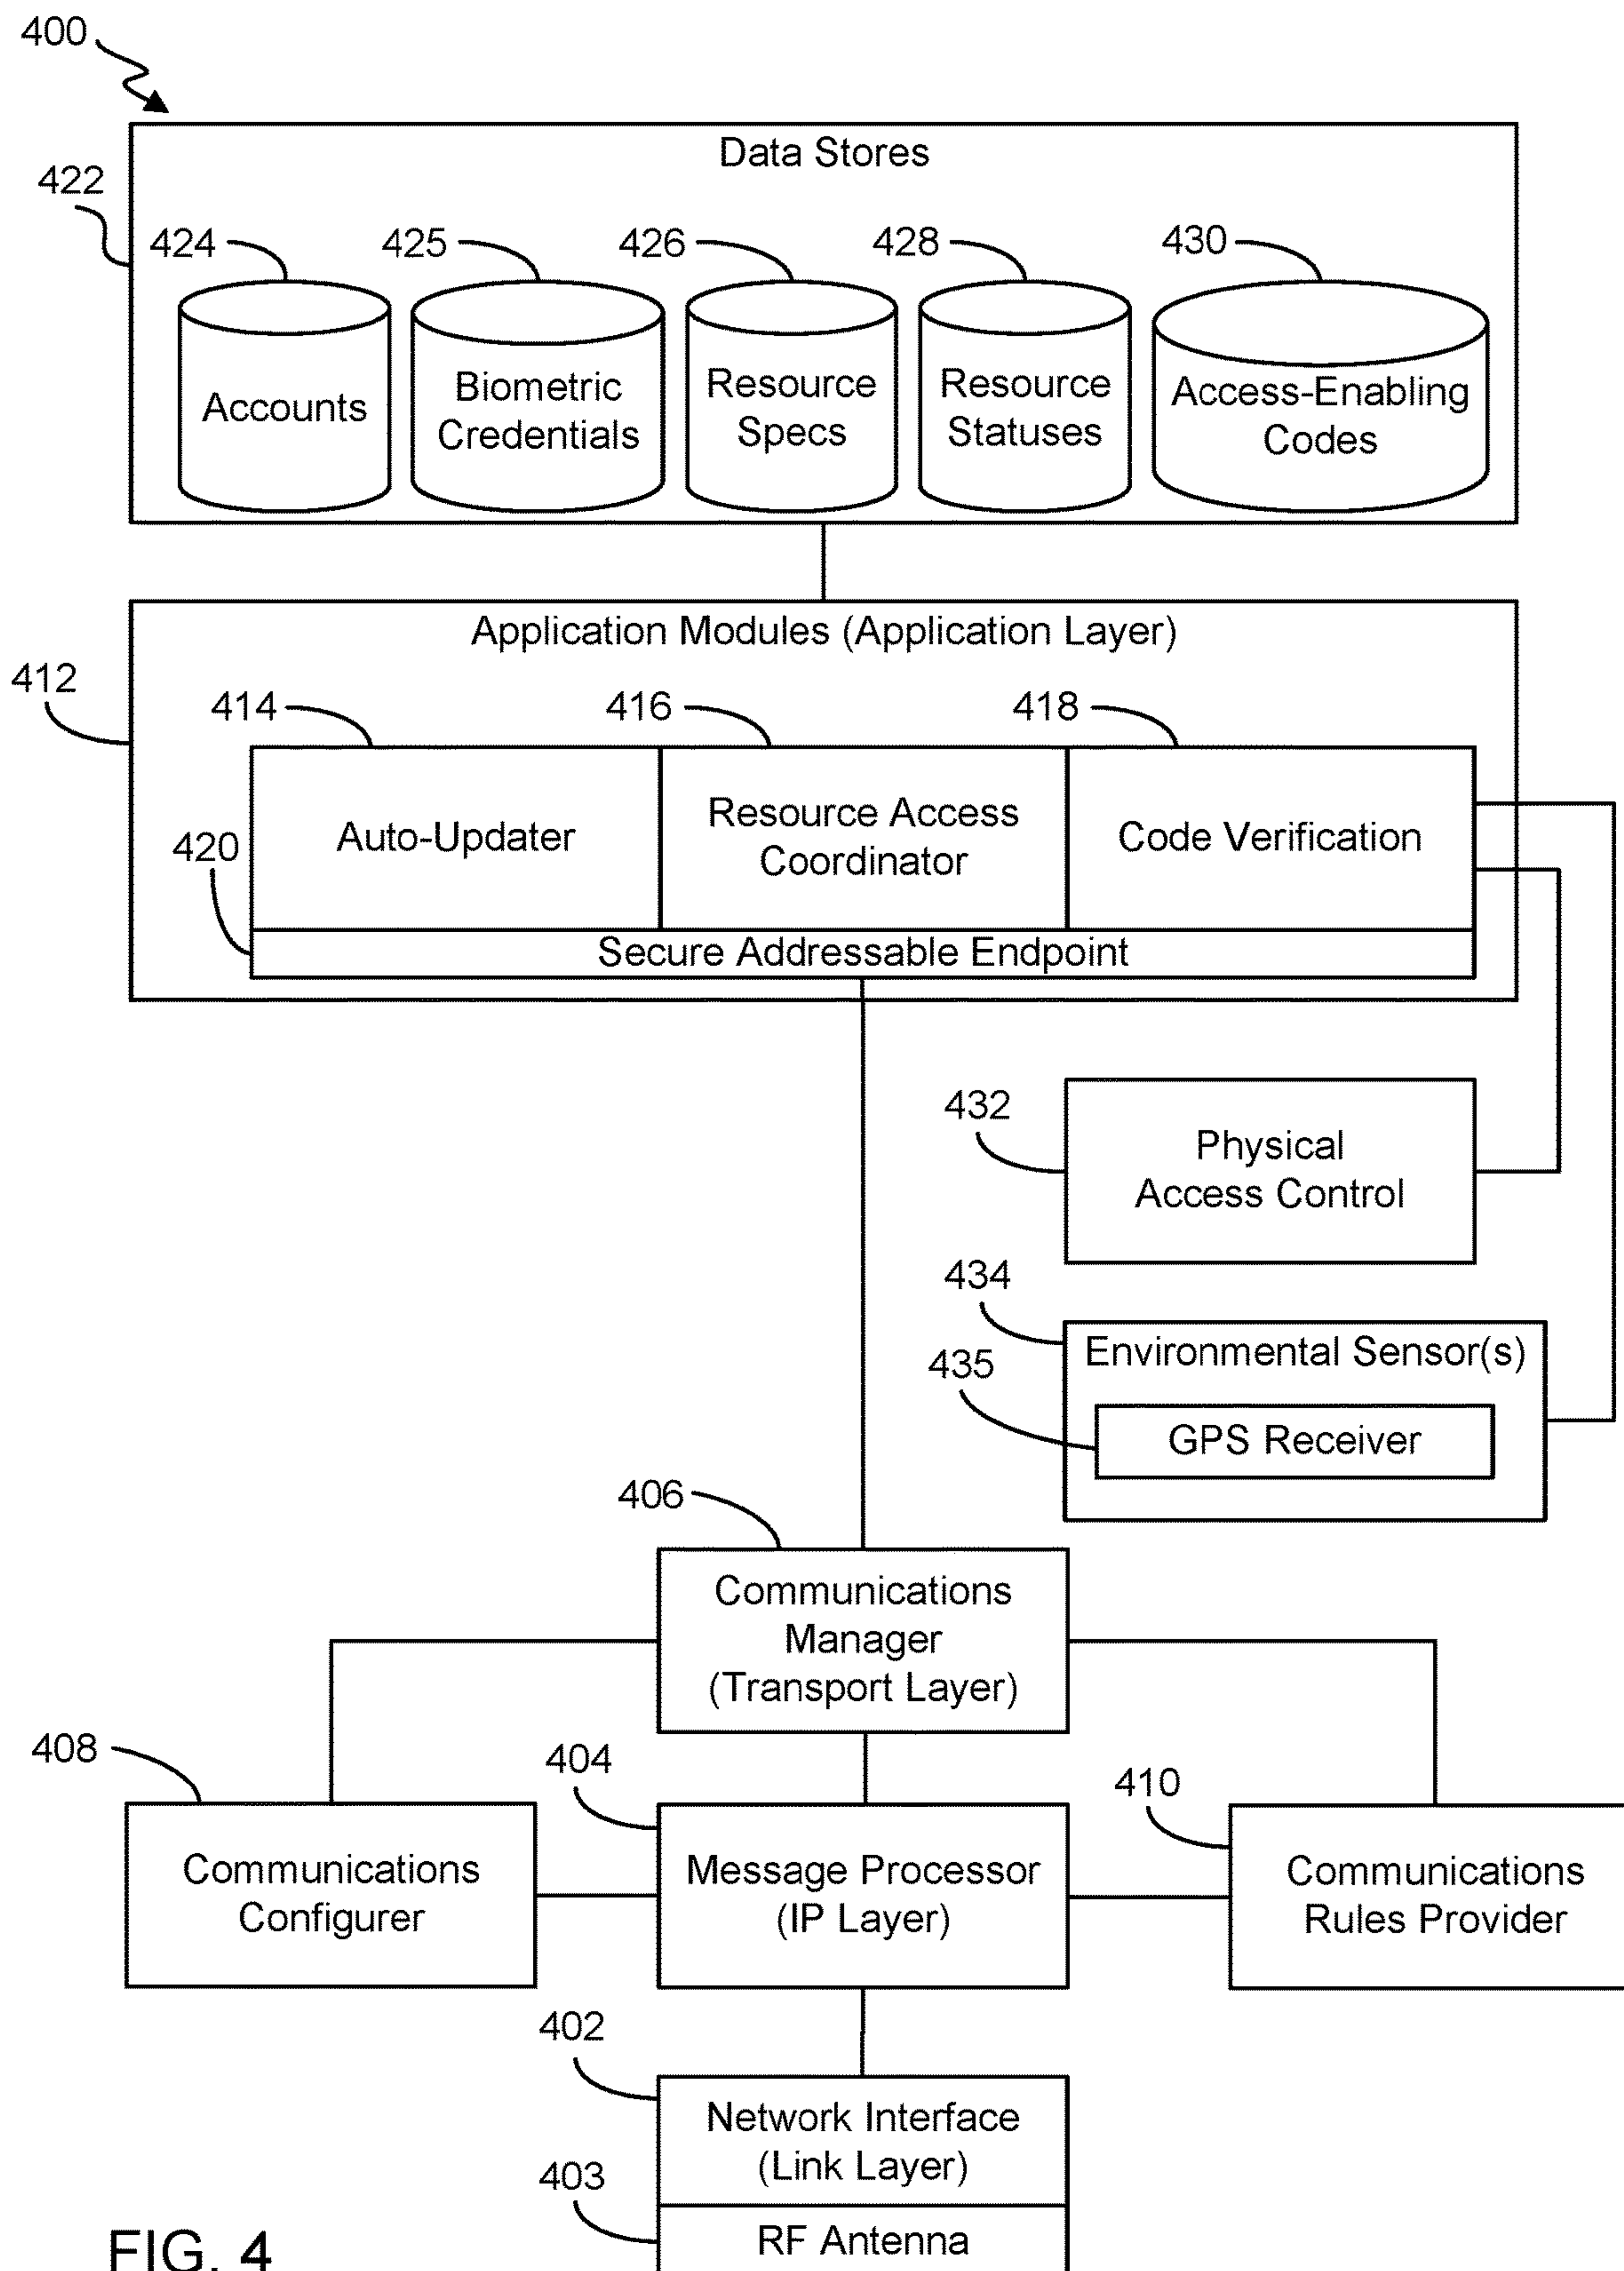 400
Data Stores
422
424
425
426
428
430
Accounts
Biometric
Credentials
Resource
Specs
Resource
Statuses
Access-Enabling
Codes
Application Modules (Application Layer)
412
414
416
418
420
Auto-Updater
Resource Access
Coordinator
Code Verification
Secure Addressable Endpoint
432
Physical
Access Control
434
Environmental Sensor(s)
435
GPS Receiver
406
Communications
Manager
(Transport Layer)
408
404
410
Communications
Configurer
Message Processor
(IP Layer)
Communications
Rules Provider
402
Network Interface
(Link Layer)
403
RF Antenna
FIG. 4